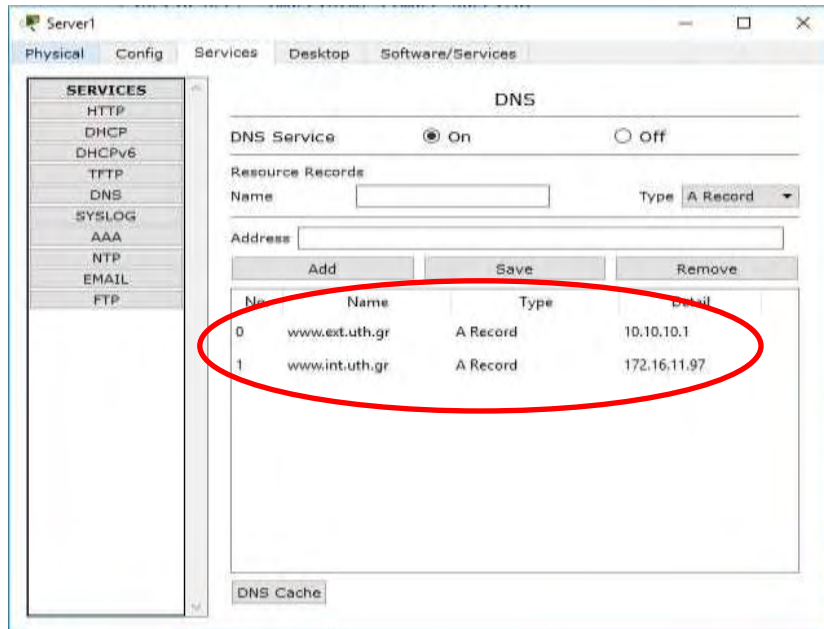 Server1
Physical Config Services Desktop Software/Services
SERVICES
HTTP
DHCP
DHCPv6
TFTP
DNS
SYSLOG
AAA
NTP
EMAIL
FTP
DNS
DNS Service On Off
Resource Records
Name Type A Record
Address
Add Save Remove
No. Name Type Detail
0 www.ext.uth.gr A Record 10.10.10.1
1 www.int.uth.gr A Record 172.16.11.97
DNS Cache